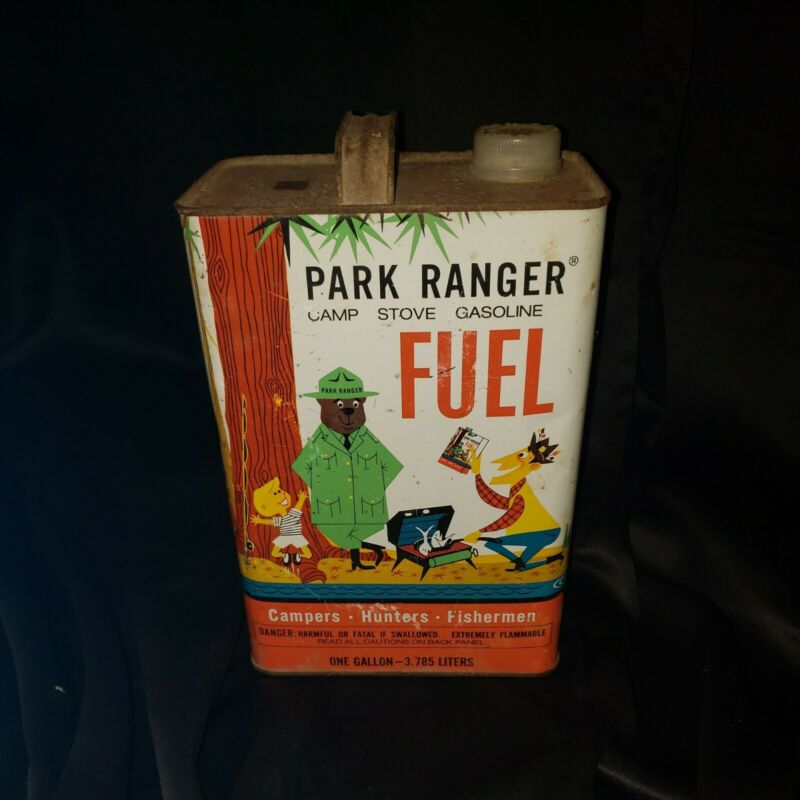 PARK RANGER®
CAMP STOVE GASOLINE
FUEL
PARK RANGER
Campers · Hunters · Fishermen
DANGER: HARMFUL OR FATAL IF SWALLOWED. EXTREMELY FLAMMABLE
READ ALL CAUTIONS ON BACK PANEL
ONE GALLON—3.785 LITERS